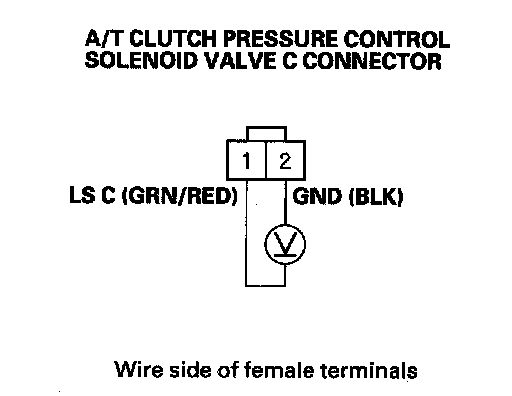 A/T CLUTCH PRESSURE CONTROL
SOLENOID VALVE C CONNECTOR
1 2
LS C (GRN/RED) GND (BLK)
V
Wire side of female terminals